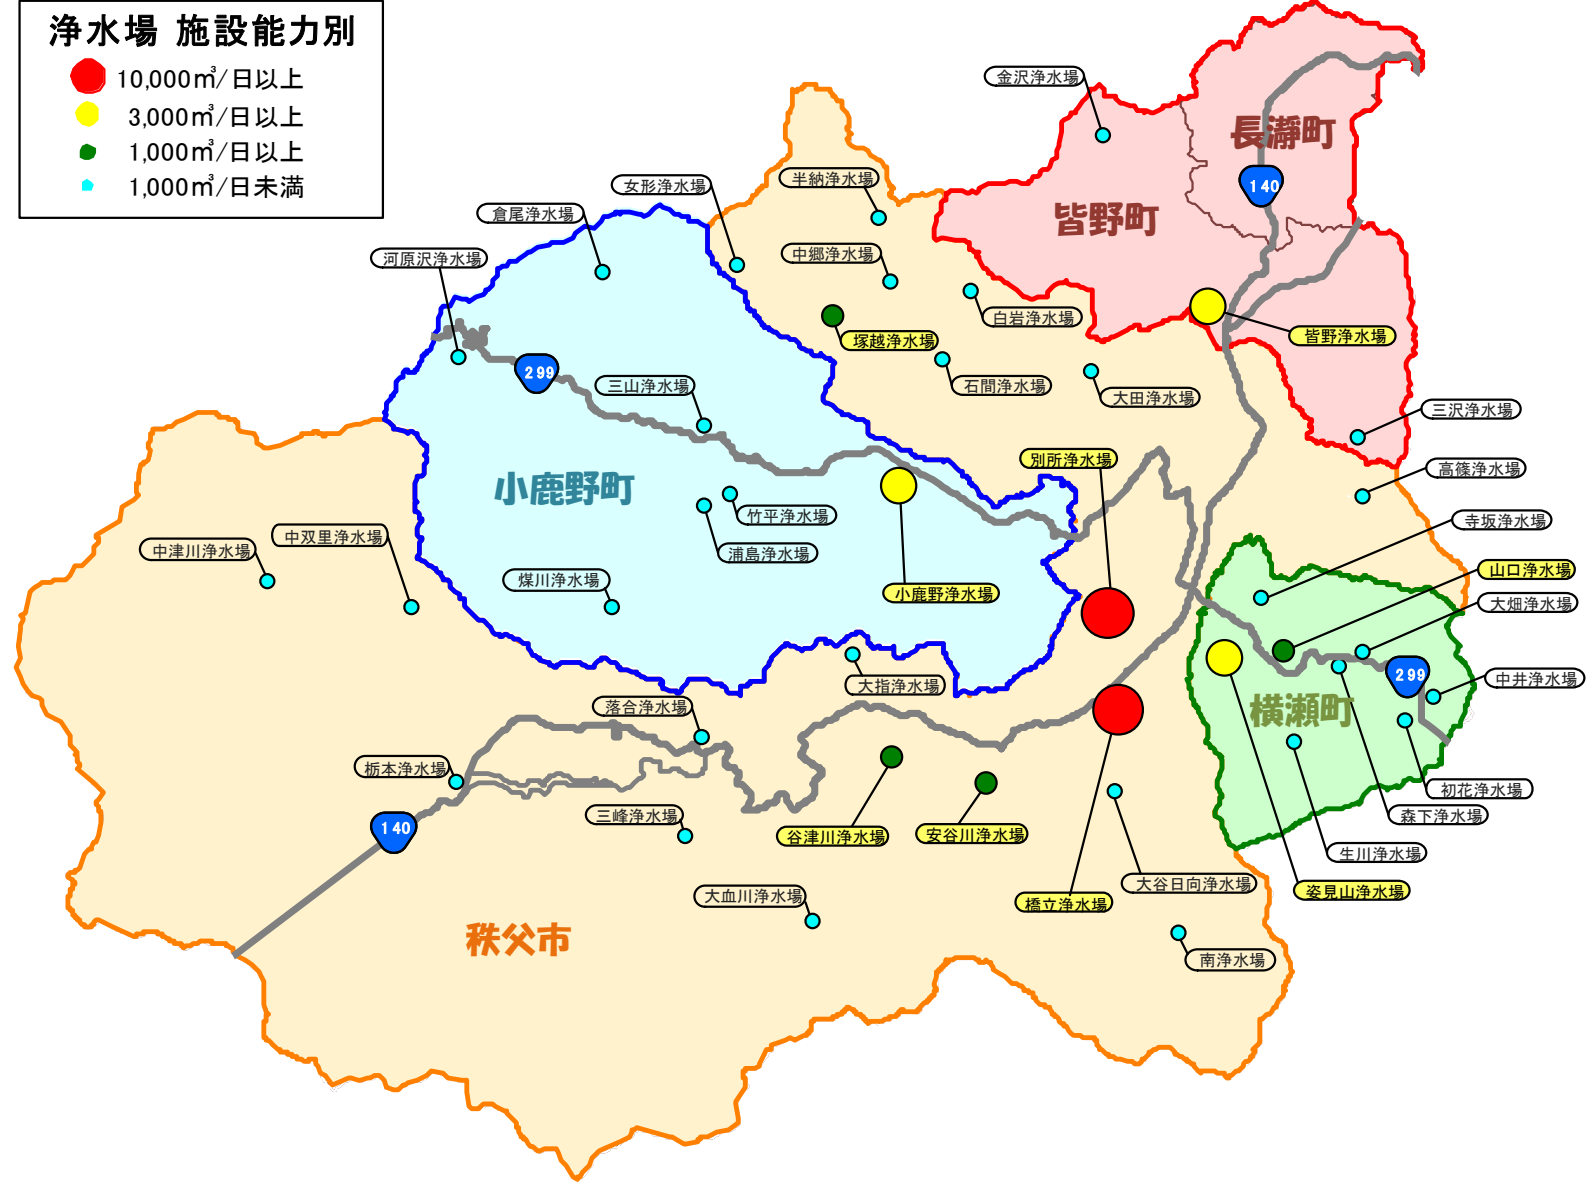 浄水場 施設能力別
10,000㎥/日以上
3,000㎥/日以上
1,000㎥/日以上
1,000㎥/日未満
金沢浄水場
長瀞町
140
皆野町
半納浄水場
女形浄水場
倉尾浄水場
河原沢浄水場
中郷浄水場
白岩浄水場
皆野浄水場
塚越浄水場
299
三山浄水場
石間浄水場
大田浄水場
三沢浄水場
別所浄水場
高篠浄水場
小鹿野町
竹平浄水場
寺坂浄水場
中津川浄水場
中双里浄水場
浦島浄水場
山口浄水場
煤川浄水場
小鹿野浄水場
大畑浄水場
299
中井浄水場
大指浄水場
横瀬町
落合浄水場
栃本浄水場
初花浄水場
森下浄水場
140
三峰浄水場
谷津川浄水場
安谷川浄水場
生川浄水場
大谷日向浄水場
姿見山浄水場
大血川浄水場
橋立浄水場
秩父市
南浄水場